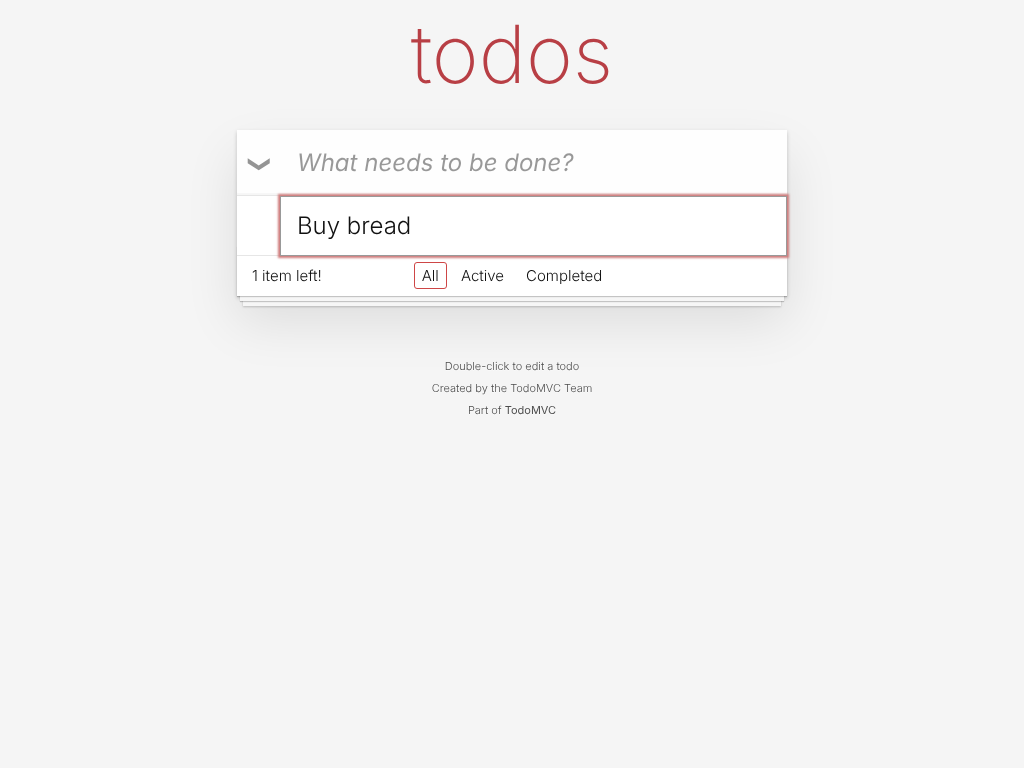 todos
What needs to be done?
Buy bread
1 item left!
All Active Completed
Double-click to edit a todo
Created by the TodoMVC Team
Part of TodoMVC